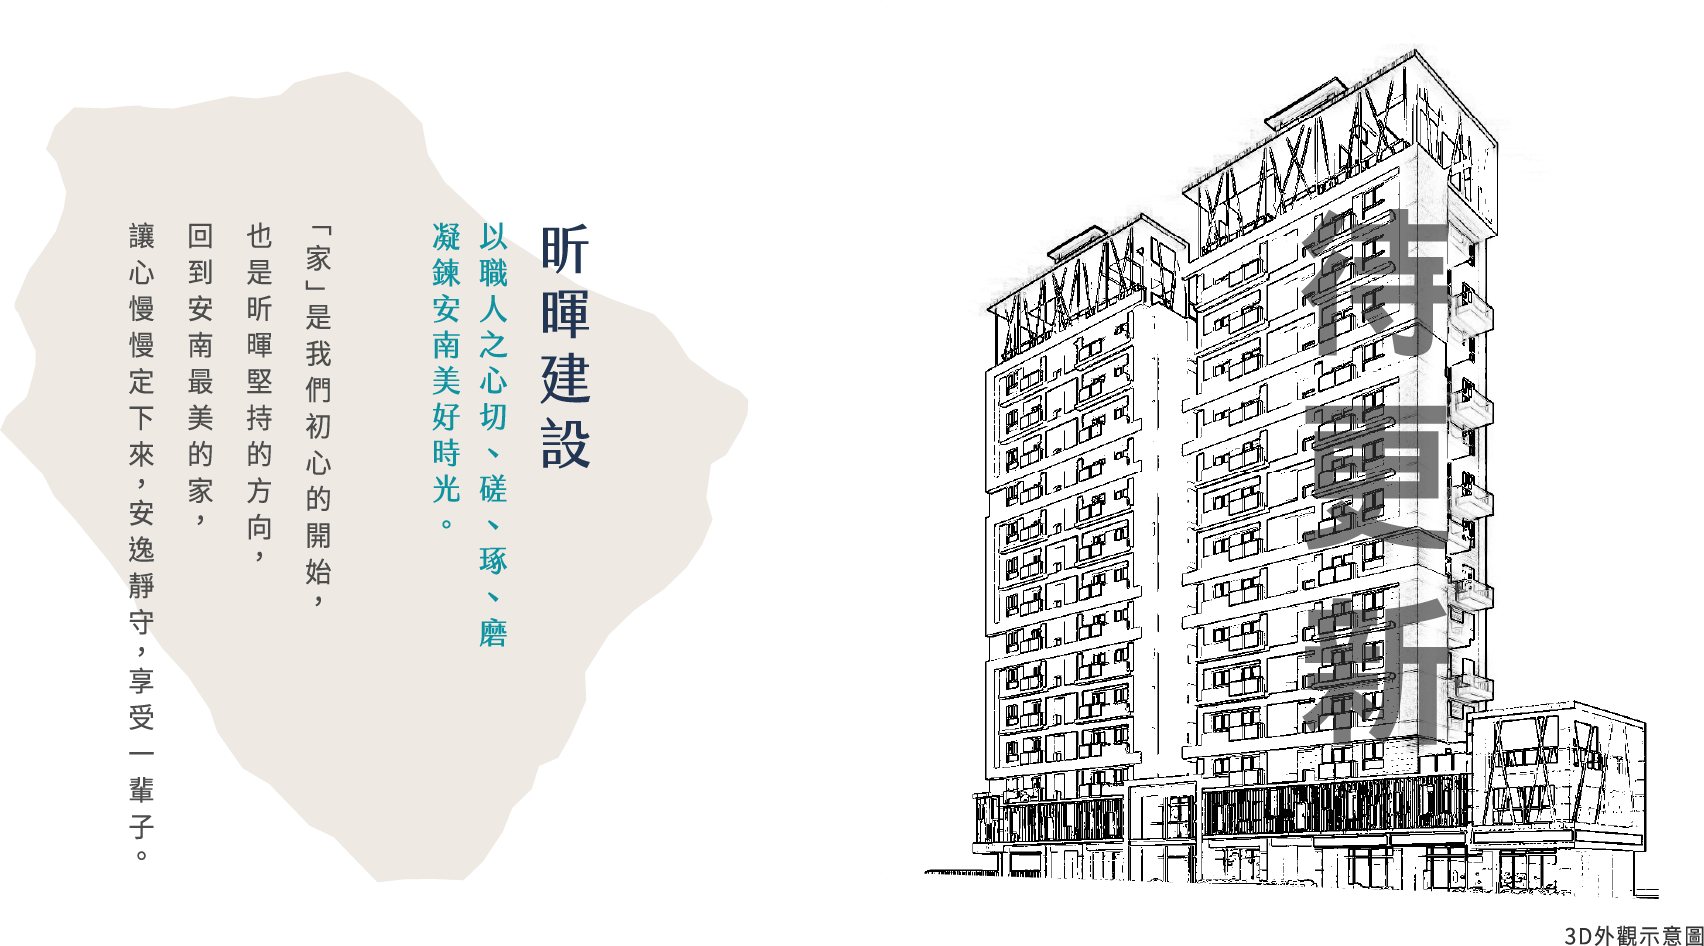 昕暉建設
以職人之心切、磋、琢、磨
凝鍊安南美好時光。
「家」是我們初心的開始，
也是昕暉堅持的方向，
回到安南最美的家，
讓心慢慢定下來，安逸靜守，享受一輩子。
待更新
3D外觀示意圖